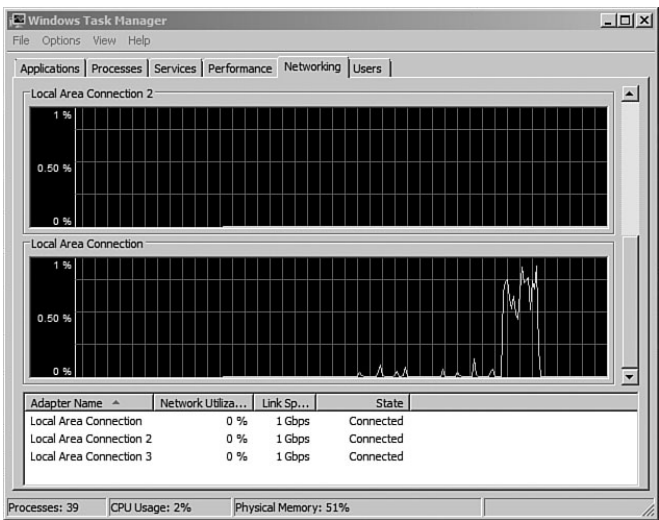 Windows Task Manager
File Options View Help
Applications Processes Services Performance Networking Users
Local Area Connection 2
1 %
0.50 %
0 %
Local Area Connection
1 %
0.50 %
0 %
Adapter Name Network Utiliza... Link Sp... State
Local Area Connection 0 % 1 Gbps Connected
Local Area Connection 2 0 % 1 Gbps Connected
Local Area Connection 3 0 % 1 Gbps Connected
Processes: 39 CPU Usage: 2% Physical Memory: 51%